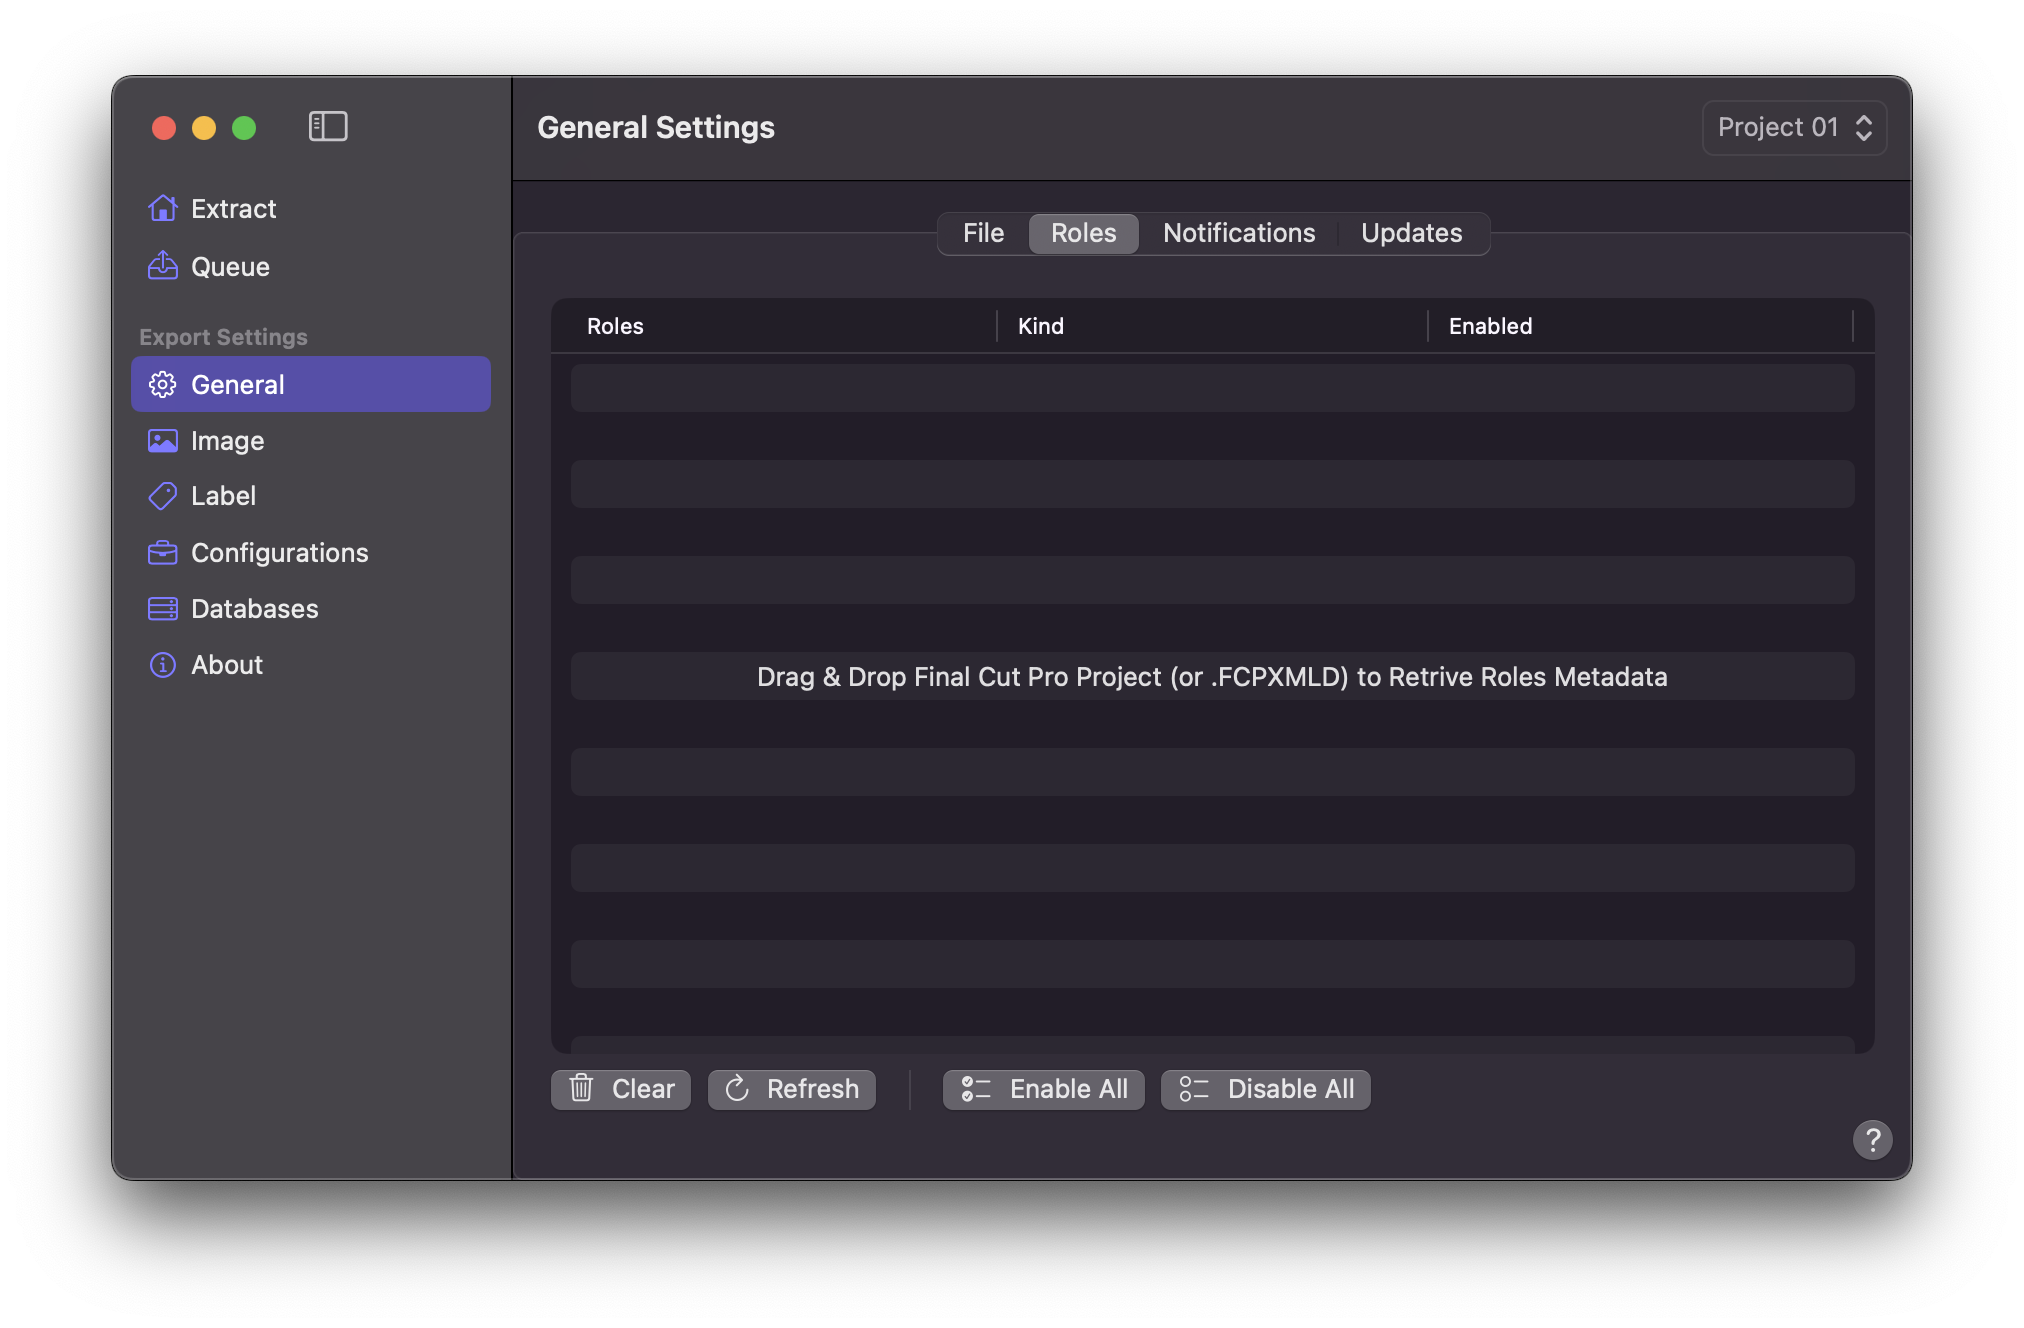 General Settings
Project 01
Extract
Queue
Export Settings
General
Image
Label
Configurations
Databases
About
File Roles Notifications Updates
Roles Kind Enabled
Drag & Drop Final Cut Pro Project (or .FCPXMLD) to Retrive Roles Metadata
Clear Refresh Enable All Disable All
?